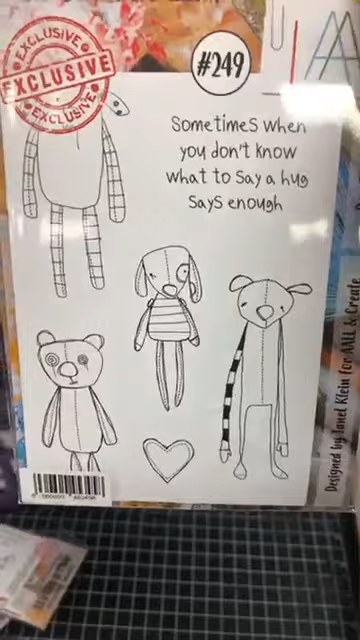 EXCLUSIVE
EXCLUSIVE
EXCLUSIVE
#249
AA
Sometimes when
you don't know
what to say a hug
says enough
Designed by Janel Klein for AALL & Create